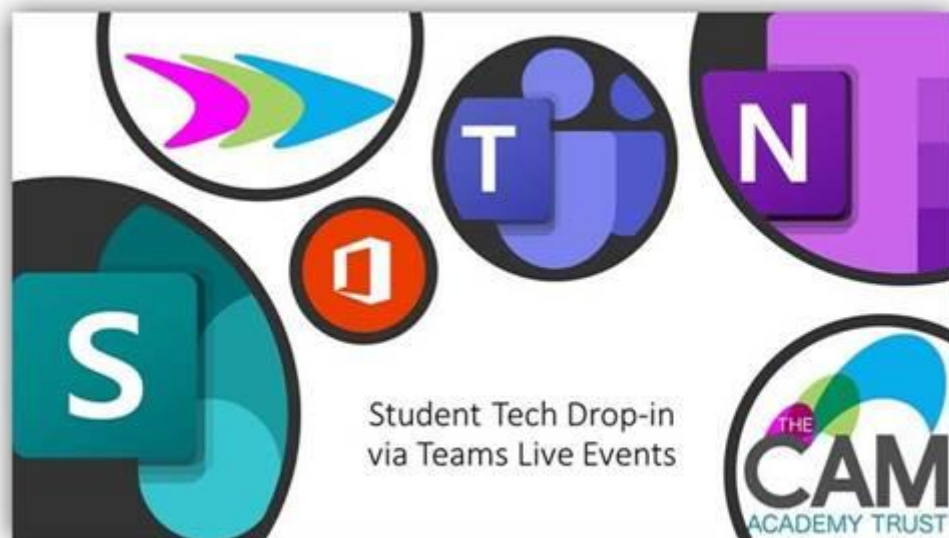 T
N
S
Student Tech Drop-in
via Teams Live Events
THE
CAM
ACADEMY TRUST